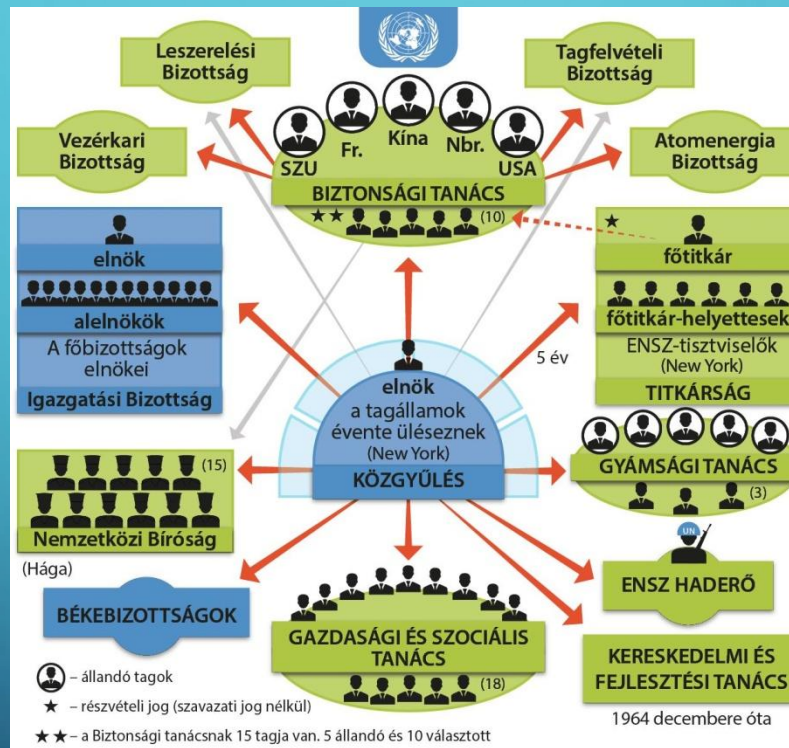 Leszerelési
Bizottság
Tagfelvételi
Bizottság
Vezérkari
Bizottság
SZU
Fr.
Kína
Nbr.
USA
Atomenergia
Bizottság
BIZTONSÁGI TANÁCS
★★
(10)
elnök
alelnökök
A főbizottságok
elnökei
Igazgatási Bizottság
★
főtitkár
főtitkár-helyettesek
ENSZ-tisztviselők
(New York)
TITKÁRSÁG
5 év
elnök
a tagállamok
évente üléseznek
(New York)
KÖZGYŰLÉS
(15)
Nemzetközi Bíróság
(Hága)
GYÁMSÁGI TANÁCS
(3)
UN
ENSZ HADERŐ
BÉKEBIZOTTSÁGOK
GAZDASÁGI ÉS SZOCIÁLIS
TANÁCS
(18)
KERESKEDELMI ÉS
FEJLESZTÉSI TANÁCS
1964 decembere óta
– állandó tagok
★ – részvételi jog (szavazati jog nélkül)
★★ – a Biztonsági tanácsnak 15 tagja van. 5 állandó és 10 választott